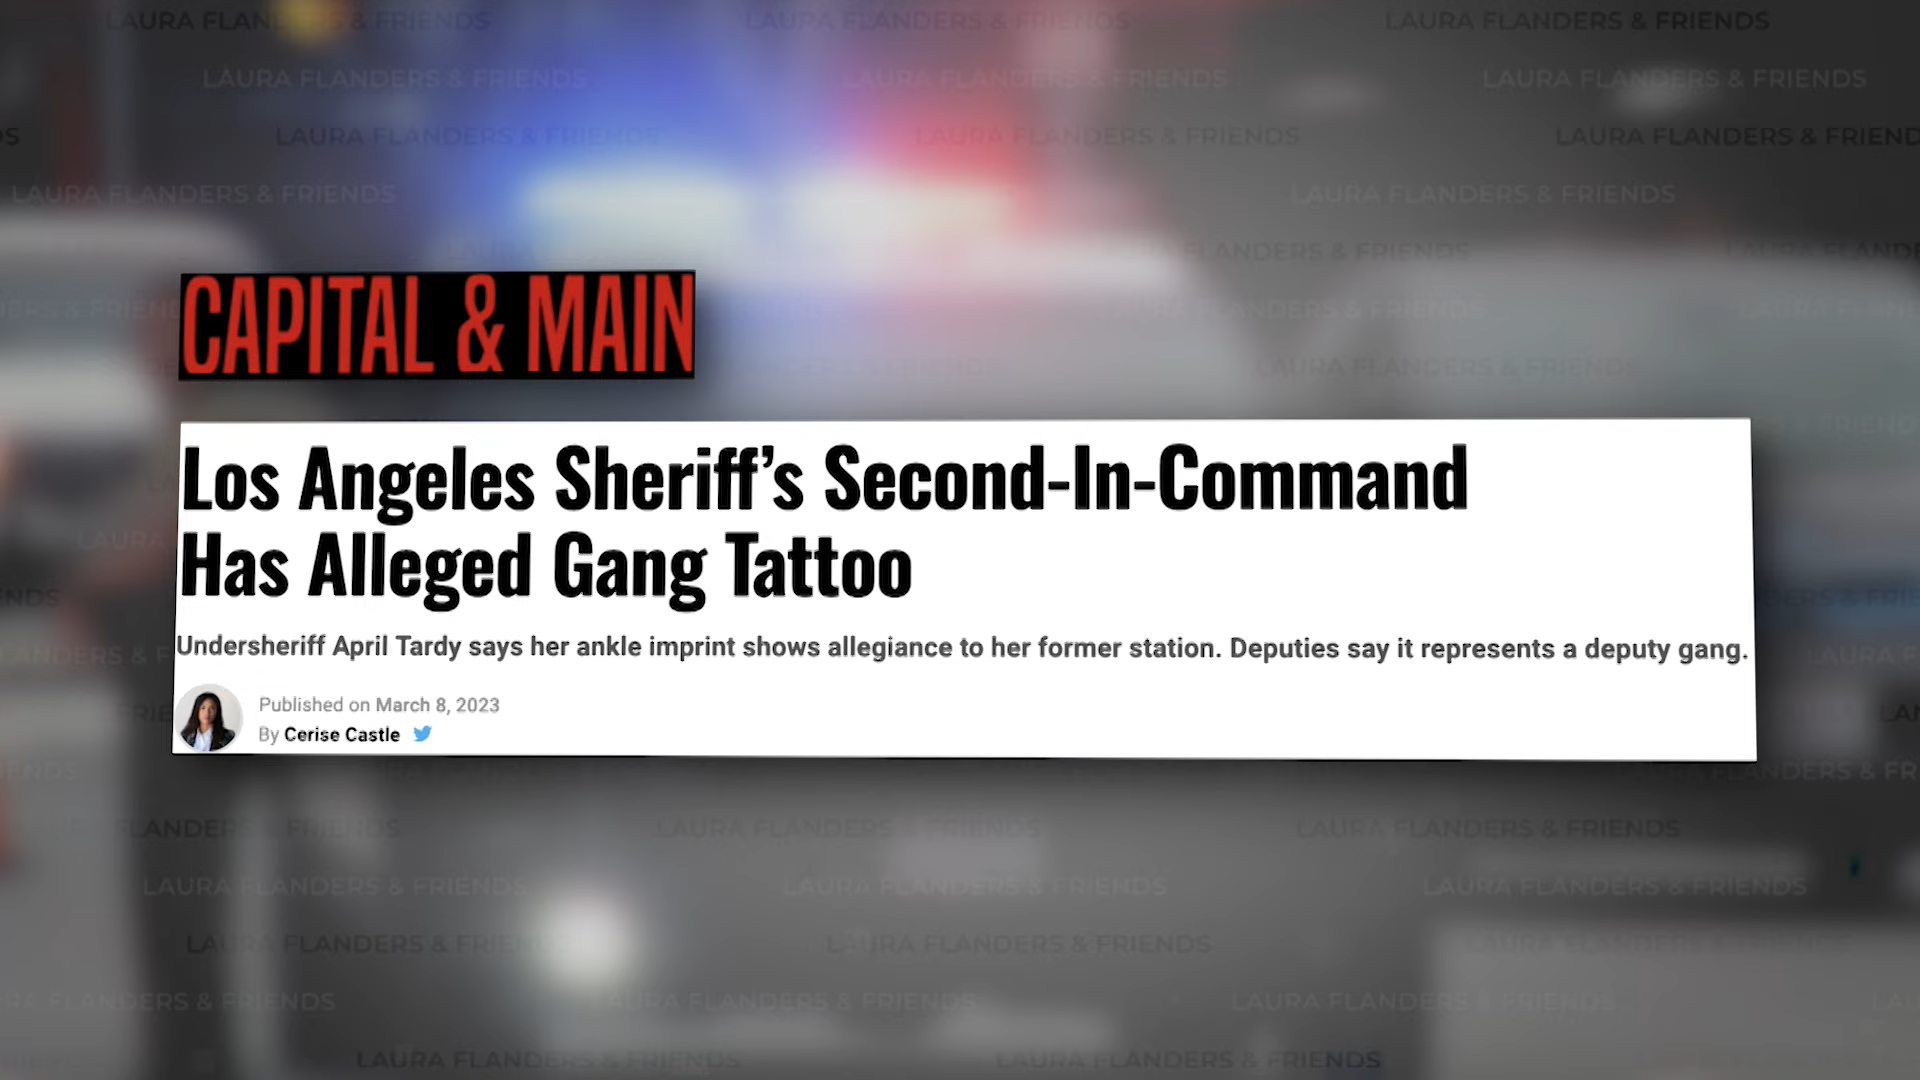 LAURA FLANDERS & FRIENDS
CAPITAL & MAIN
Los Angeles Sheriff’s Second-In-Command
Has Alleged Gang Tattoo
Undersheriff April Tardy says her ankle imprint shows allegiance to her former station. Deputies say it represents a deputy gang.
Published on March 8, 2023
By Cerise Castle